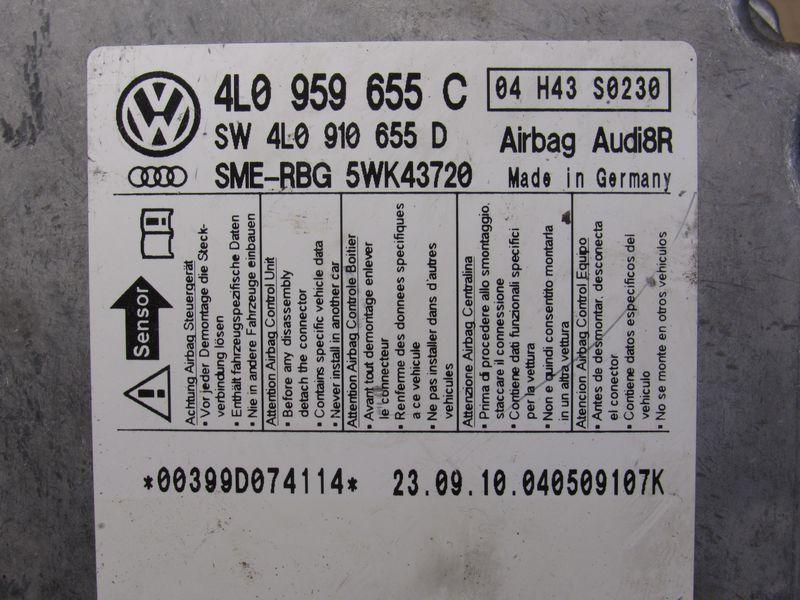 4L0 959 655 C
04 H43 S0230
SW 4L0 910 655 D
Airbag Audi8R
SME-RBG 5WK43720
Made in Germany
Sensor
Achtung Airbag Steuergerät
• Vor jeder Demontage die Steck-
verbindung lösen
• Enthält fahrzeugspezifische Daten
• Nie in andere Fahrzeuge einbauen
Attention Airbag Control Unit
• Before any disassembly
detach the connector
• Contains specific vehicle data
• Never install in another car
Attention Airbag Controle Boitier
• Avant tout demontage enlever
le connecteur
• Renferme des donnees specifiques
a ce vehicule
• Ne pas installer dans d'autres
vehicules
Attenzione Airbag Centralina
• Prima di procedere allo smontaggio.
staccare il connessione
• Contiene dati funzionali specifici
per la vettura
• Non e quindi consentito montarla
in un altra vettura
Atencion Airbag Control Equipo
• Antes de desmontar. desconecta
el conector
• Contiene datos especificos del
vehiculo
• No se monte en otros vehiculos
*00399D074114*
23.09.10.040509107K